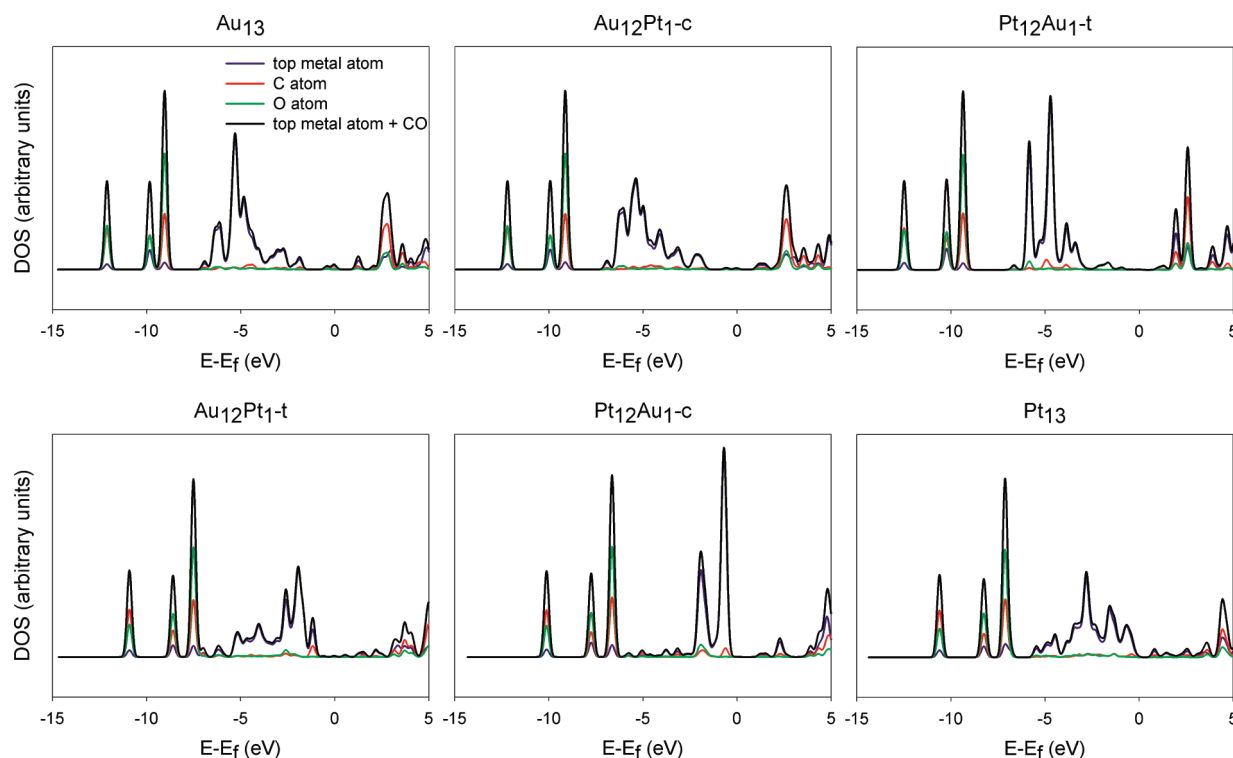 Au13
Au12Pt1-c
Pt12Au1-t
top metal atom
C atom
O atom
top metal atom + CO
DOS (arbitrary units)
-15 -10 -5 0 5
-15 -10 -5 0 5
-15 -10 -5 0 5
E-Ef (eV)
E-Ef (eV)
E-Ef (eV)
Au12Pt1-t
Pt12Au1-c
Pt13
DOS (arbitrary units)
-15 -10 -5 0 5
-15 -10 -5 0 5
-15 -10 -5 0 5
E-Ef (eV)
E-Ef (eV)
E-Ef (eV)